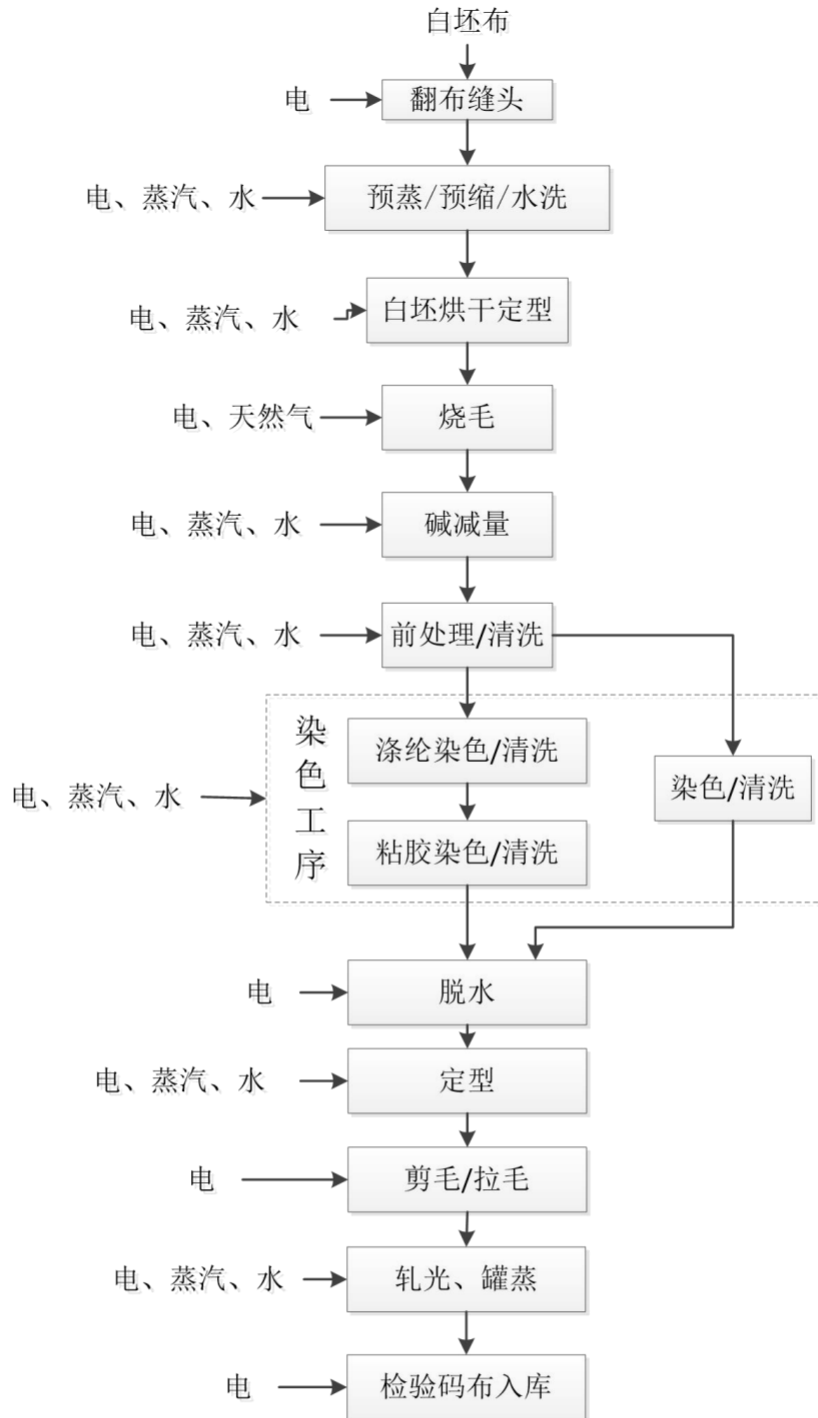 白坯布
电
翻布缝头
电、蒸汽、水
预蒸/预缩/水洗
电、蒸汽、水
白坯烘干定型
电、天然气
烧毛
电、蒸汽、水
碱减量
电、蒸汽、水
前处理/清洗
电、蒸汽、水
染
色
工
序
涤纶染色/清洗
粘胶染色/清洗
染色/清洗
电
脱水
电、蒸汽、水
定型
电
剪毛/拉毛
电、蒸汽、水
轧光、罐蒸
电
检验码布入库